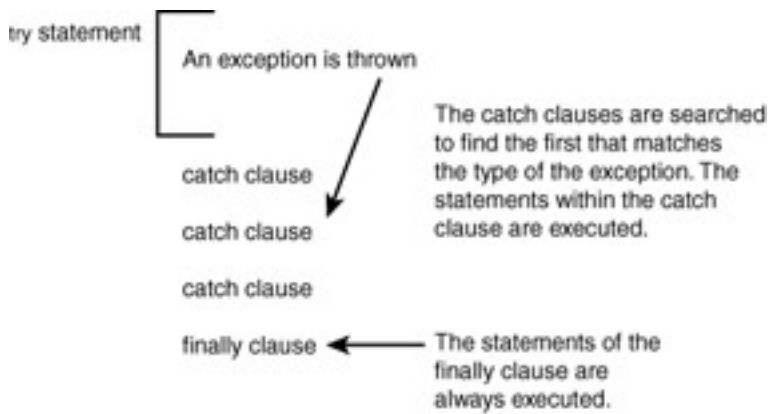 try statement
An exception is thrown
The catch clauses are searched
to find the first that matches
the type of the exception. The
statements within the catch
clause are executed.
catch clause
catch clause
catch clause
finally clause
The statements of the
finally clause are
always executed.